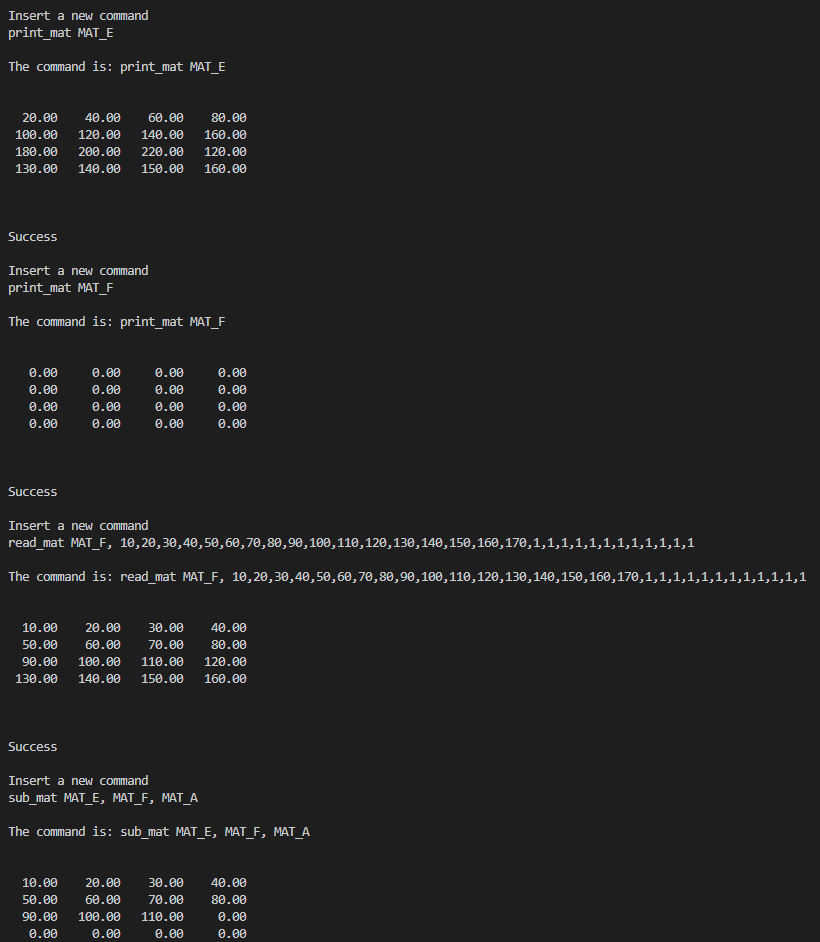 Insert a new command
print_mat MAT_E
The command is: print_mat MAT_E
20.00 40.00 60.00 80.00
100.00 120.00 140.00 160.00
180.00 200.00 220.00 120.00
130.00 140.00 150.00 160.00
Success
Insert a new command
print_mat MAT_F
The command is: print_mat MAT_F
0.00 0.00 0.00 0.00
0.00 0.00 0.00 0.00
0.00 0.00 0.00 0.00
0.00 0.00 0.00 0.00
Success
Insert a new command
read_mat MAT_F, 10,20,30,40,50,60,70,80,90,100,110,120,130,140,150,160,170,1,1,1,1,1,1,1,1,1,1,1,1
The command is: read_mat MAT_F, 10,20,30,40,50,60,70,80,90,100,110,120,130,140,150,160,170,1,1,1,1,1,1,1,1,1,1,1,1
10.00 20.00 30.00 40.00
50.00 60.00 70.00 80.00
90.00 100.00 110.00 120.00
130.00 140.00 150.00 160.00
Success
Insert a new command
sub_mat MAT_E, MAT_F, MAT_A
The command is: sub_mat MAT_E, MAT_F, MAT_A
10.00 20.00 30.00 40.00
50.00 60.00 70.00 80.00
90.00 100.00 110.00 0.00
0.00 0.00 0.00 0.00